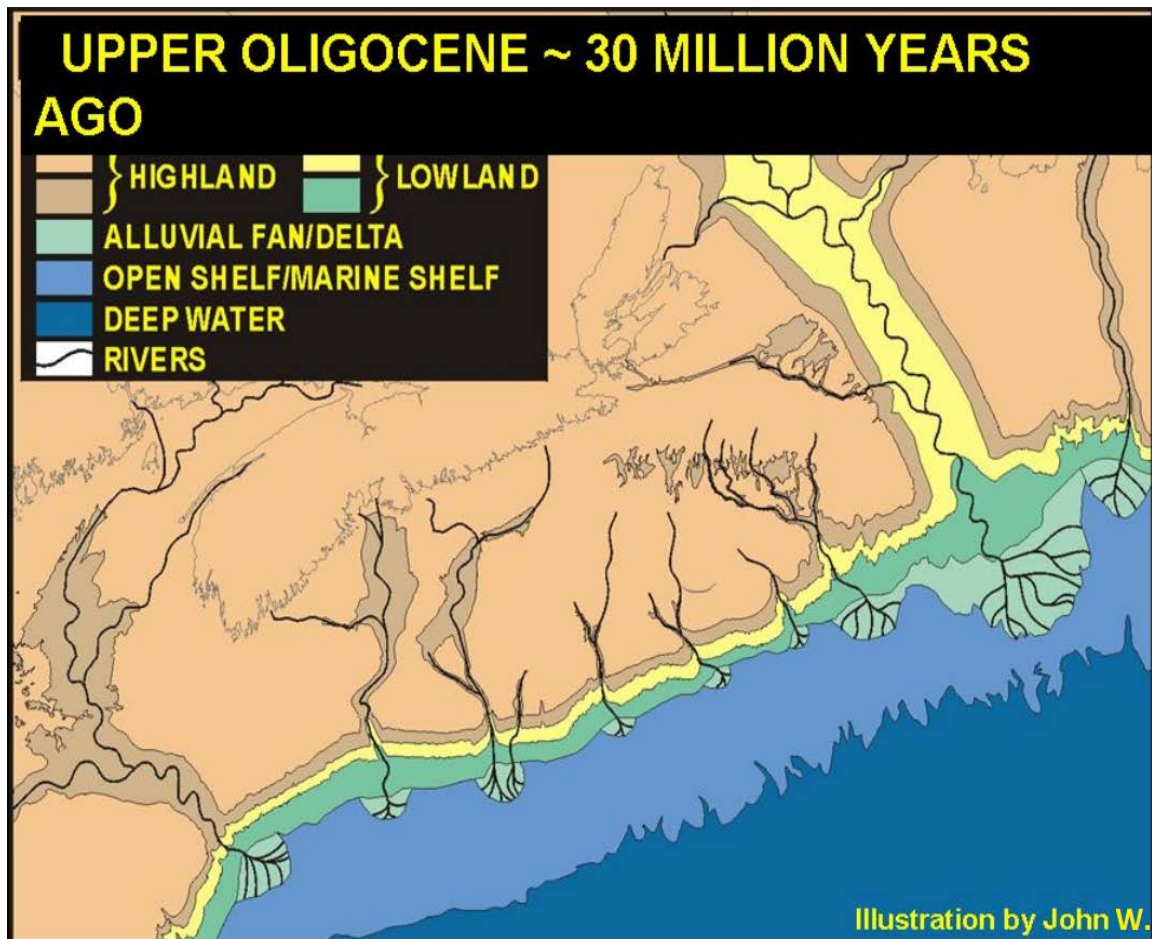 UPPER OLIGOCENE ~ 30 MILLION YEARS
AGO
HIGHLAND
LOWLAND
ALLUVIAL FAN/DELTA
OPEN SHELF/MARINE SHELF
DEEP WATER
RIVERS
Illustration by John W.